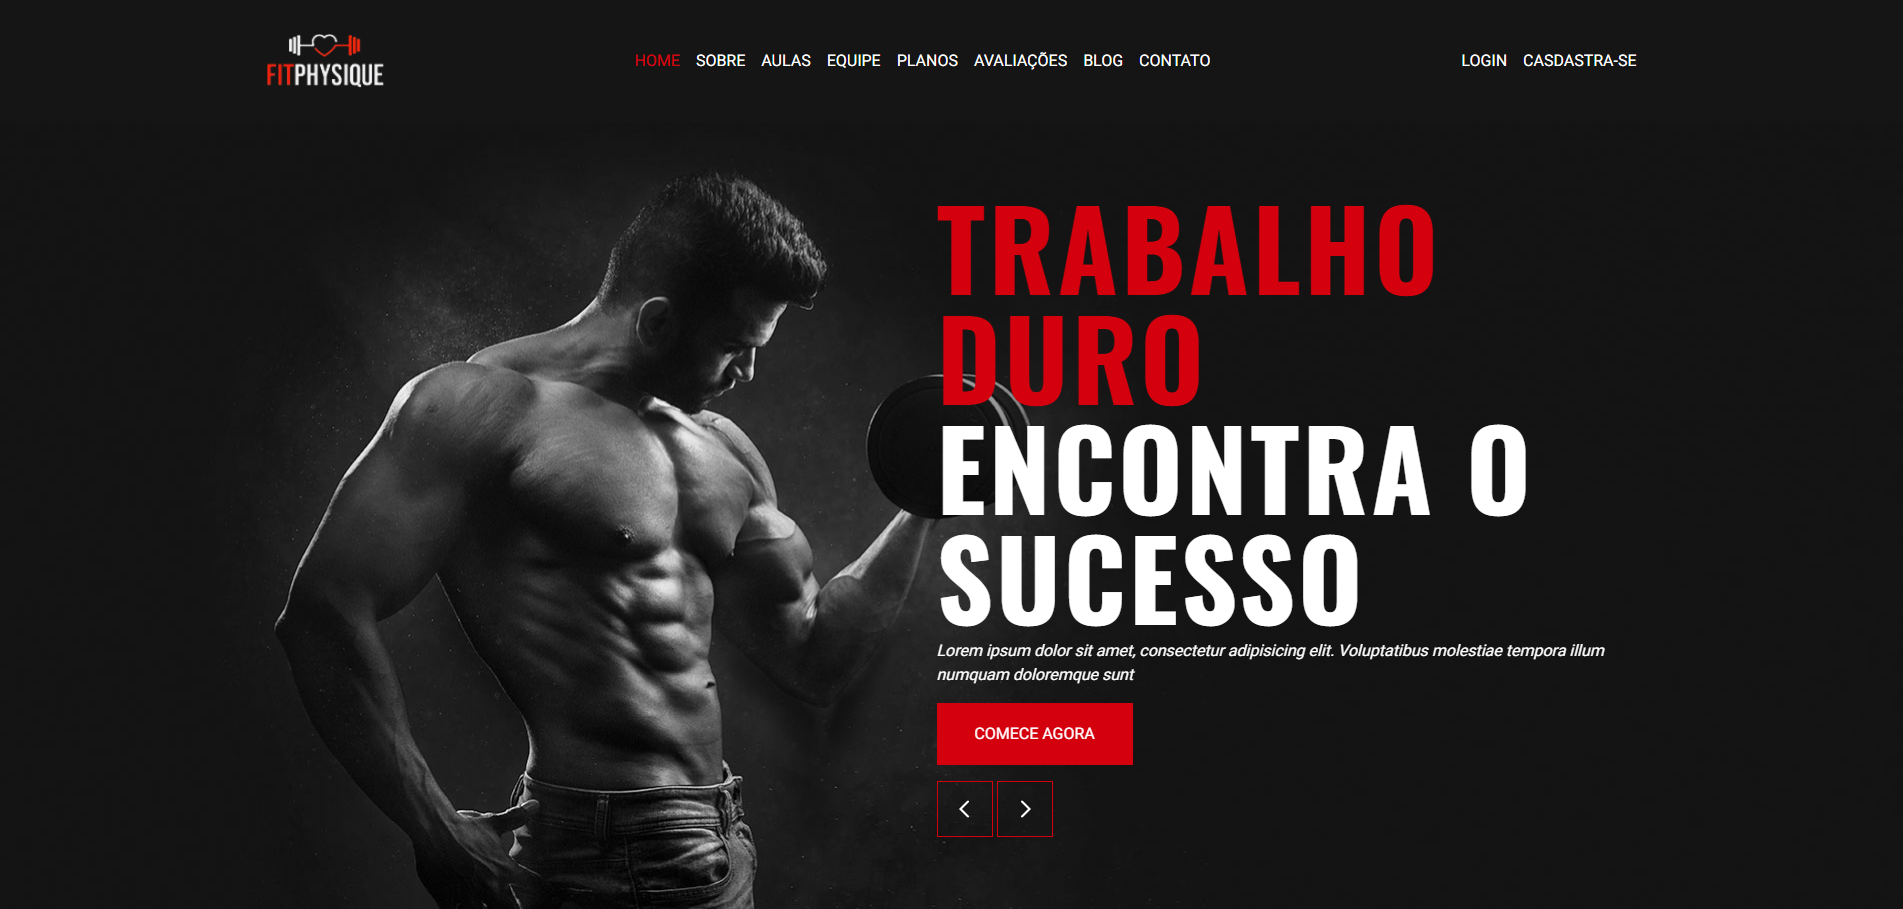 FITPHYSIQUE
HOME SOBRE AULAS EQUIPE PLANOS AVALIAÇÕES BLOG CONTATO
LOGIN CASDASTRA-SE
TRABALHO
DURO
ENCONTRA O
SUCESSO
Lorem ipsum dolor sit amet, consectetur adipisicing elit. Voluptatibus molestiae tempora illum
numquam doloremque sunt
COMECE AGORA